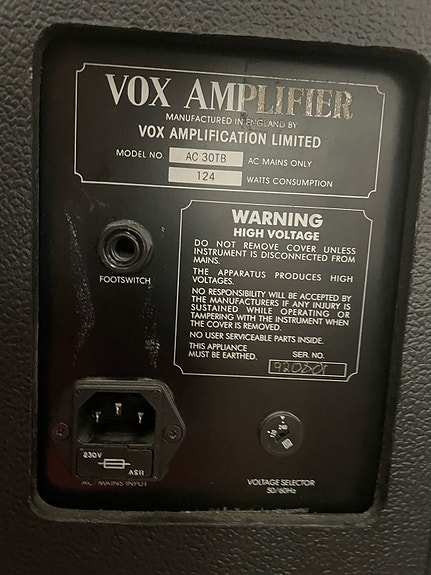 VOX AMPLIFIER
MANUFACTURED IN ENGLAND BY
VOX AMPLIFICATION LIMITED
MODEL NO. AC 30TB AC MAINS ONLY
124 WATTS CONSUMPTION
FOOTSWITCH
WARNING
HIGH VOLTAGE
DO NOT REMOVE COVER UNLESS
INSTRUMENT IS DISCONNECTED FROM
MAINS.
THE APPARATUS PRODUCES HIGH
VOLTAGES.
NO RESPONSIBILITY WILL BE ACCEPTED BY
THE MANUFACTURERS IF ANY INJURY IS
SUSTAINED WHILE OPERATING OR
TAMPERING WITH THE INSTRUMENT WHEN
THE COVER IS REMOVED.
NO USER SERVICEABLE PARTS INSIDE.
THIS APPLIANCE
MUST BE EARTHED.
SER. NO.
230V
AC/MAINS INPUT
VOLTAGE SELECTOR
50/60Hz